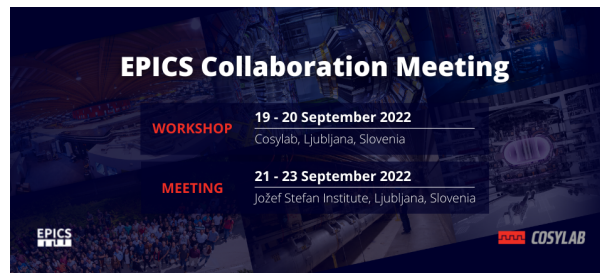 EPICS Collaboration Meeting
WORKSHOP
19 - 20 September 2022
Cosylab, Ljubljana, Slovenia
MEETING
21 - 23 September 2022
Jožef Stefan Institute, Ljubljana, Slovenia
EPICS
COSYLAB